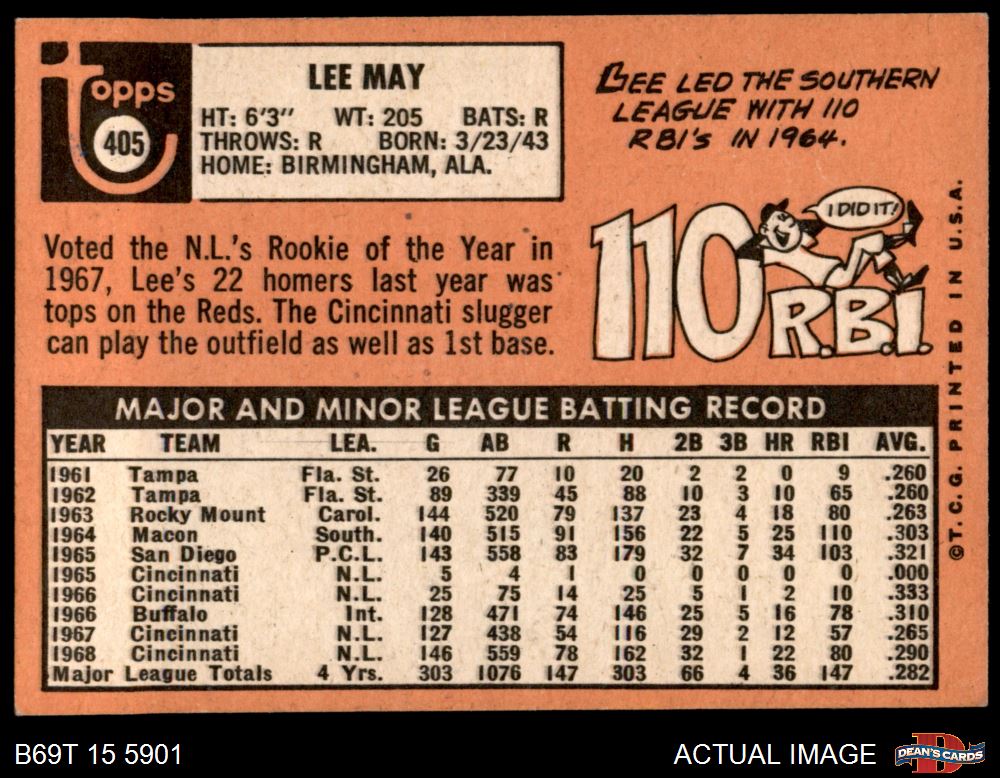 Topps
405
LEE MAY
HT: 6'3" WT: 205 BATS: R
THROWS: R BORN: 3/23/43
HOME: BIRMINGHAM, ALA.
LEE LED THE SOUTHERN
LEAGUE WITH 110
RBI's IN 1964.
I DID IT!
110 R.B.I.
Voted the N.L.'s Rookie of the Year in
1967, Lee's 22 homers last year was
tops on the Reds. The Cincinnati slugger
can play the outfield as well as 1st base.
MAJOR AND MINOR LEAGUE BATTING RECORD
YEAR TEAM LEA. G AB R H 2B 3B HR RBI AVG.
1961 Tampa Fla. St. 26 77 10 20 2 2 0 9 .260
1962 Tampa Fla. St. 89 339 45 88 10 3 10 65 .260
1963 Rocky Mount Carol. 144 520 79 137 23 4 18 80 .263
1964 Macon South. 140 515 91 156 22 5 25 110 .303
1965 San Diego P.C.L. 143 558 83 179 32 7 34 103 .321
1965 Cincinnati N.L. 5 4 1 0 0 0 0 0 .000
1966 Cincinnati N.L. 25 75 14 25 5 1 2 10 .333
1966 Buffalo Int. 128 471 74 146 25 5 16 78 .310
1967 Cincinnati N.L. 127 438 54 116 29 2 12 57 .265
1968 Cincinnati N.L. 146 559 78 162 32 1 22 80 .290
Major League Totals 4 Yrs. 303 1076 147 303 66 4 36 147 .282
©T.C.G. PRINTED IN U.S.A.
B69T 15 5901
ACTUAL IMAGE
DEAN'S CARDS